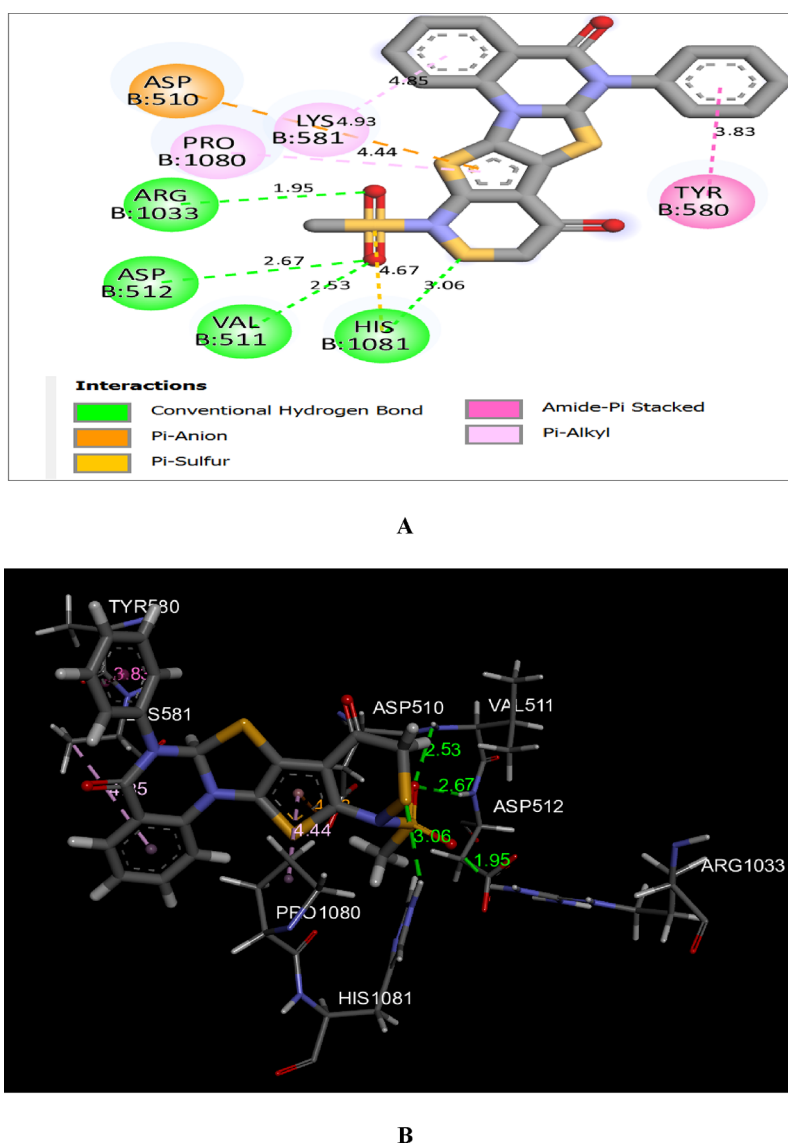 ASP
B:510
4.85
LYS
B:581
4.93
PRO
B:1080
4.44
3.83
ARG
B:1033
1.95
TYR
B:580
ASP
B:512
2.67
4.67
2.53
3.06
VAL
B:511
HIS
B:1081
Interactions
Conventional Hydrogen Bond
Amide-Pi Stacked
Pi-Anion
Pi-Alkyl
Pi-Sulfur
A
TYR580
ASP510
VAL511
S581
2.53
2.67
ASP512
4.44
3.06
1.95
ARG1033
PRO1080
HIS1081
B